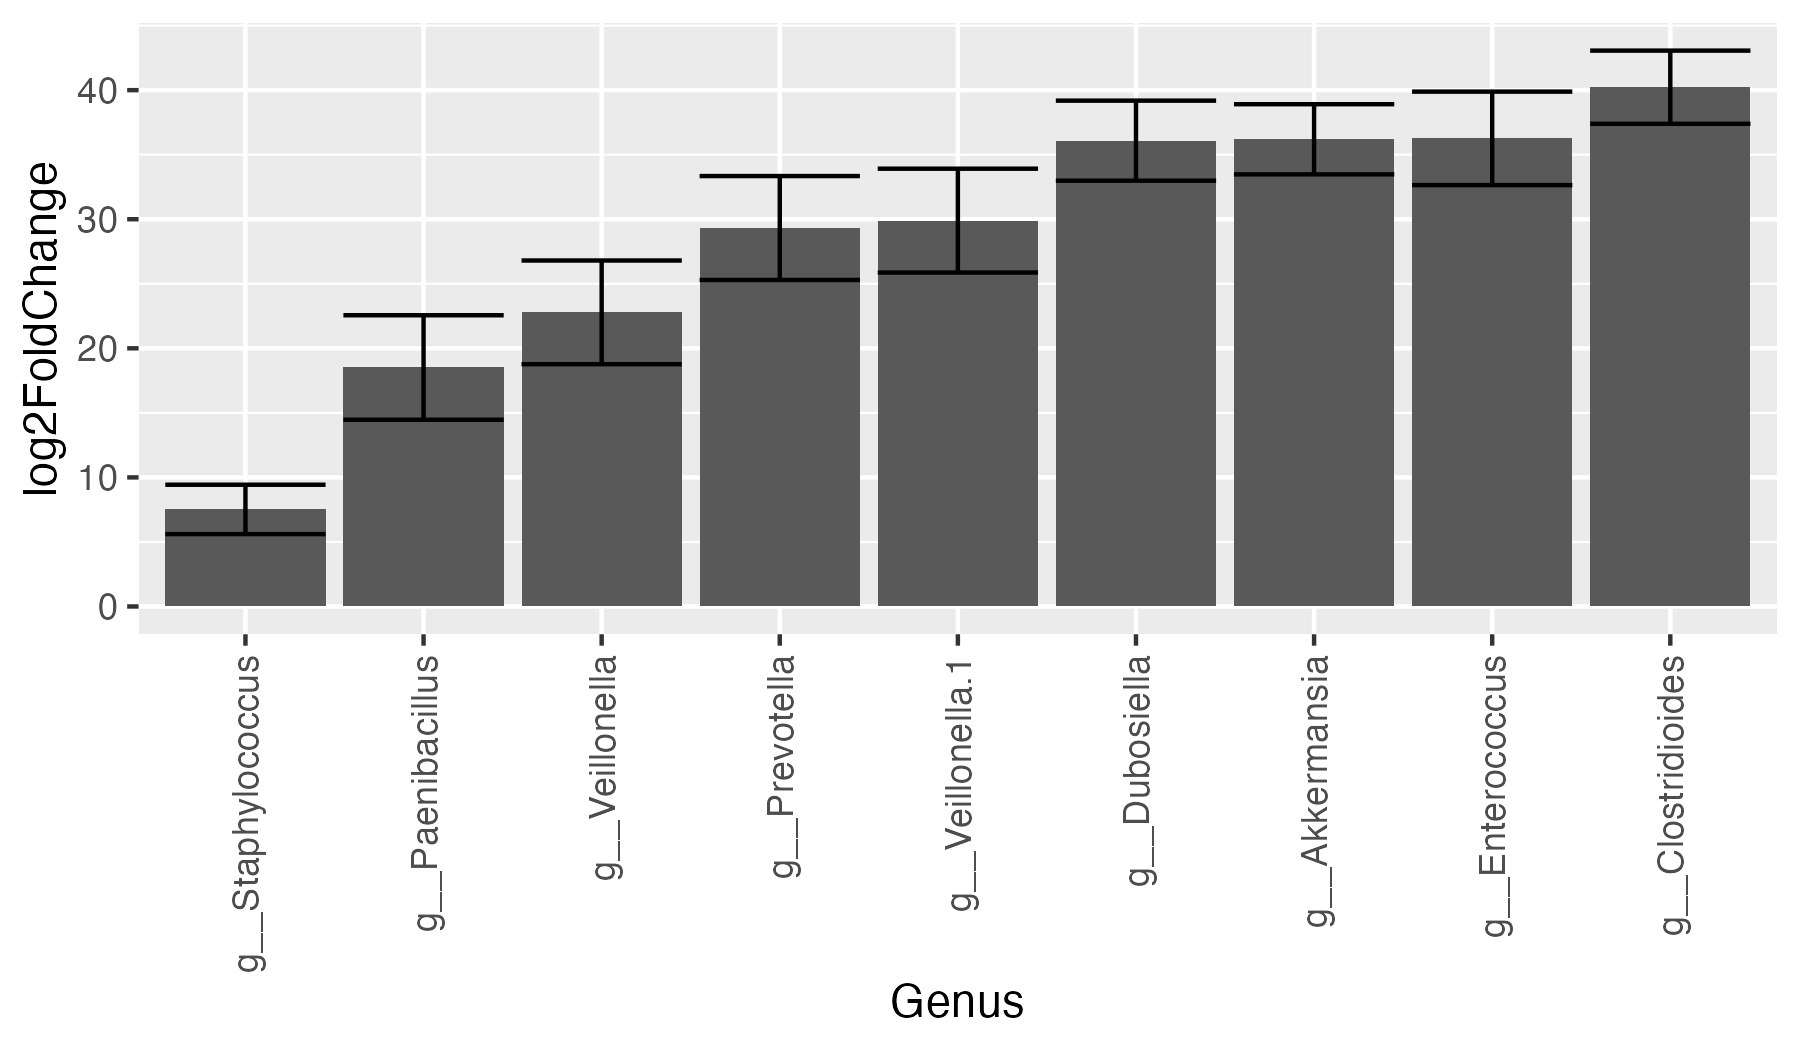 log2FoldChange
40
30
20
10
0
g__Staphylococcus
g__Paenibacillus
g__Veillonella
g__Prevotella
g__Veillonella.1
g__Dubosiella
g__Akkermansia
g__Enterococcus
g__Clostridioides
Genus